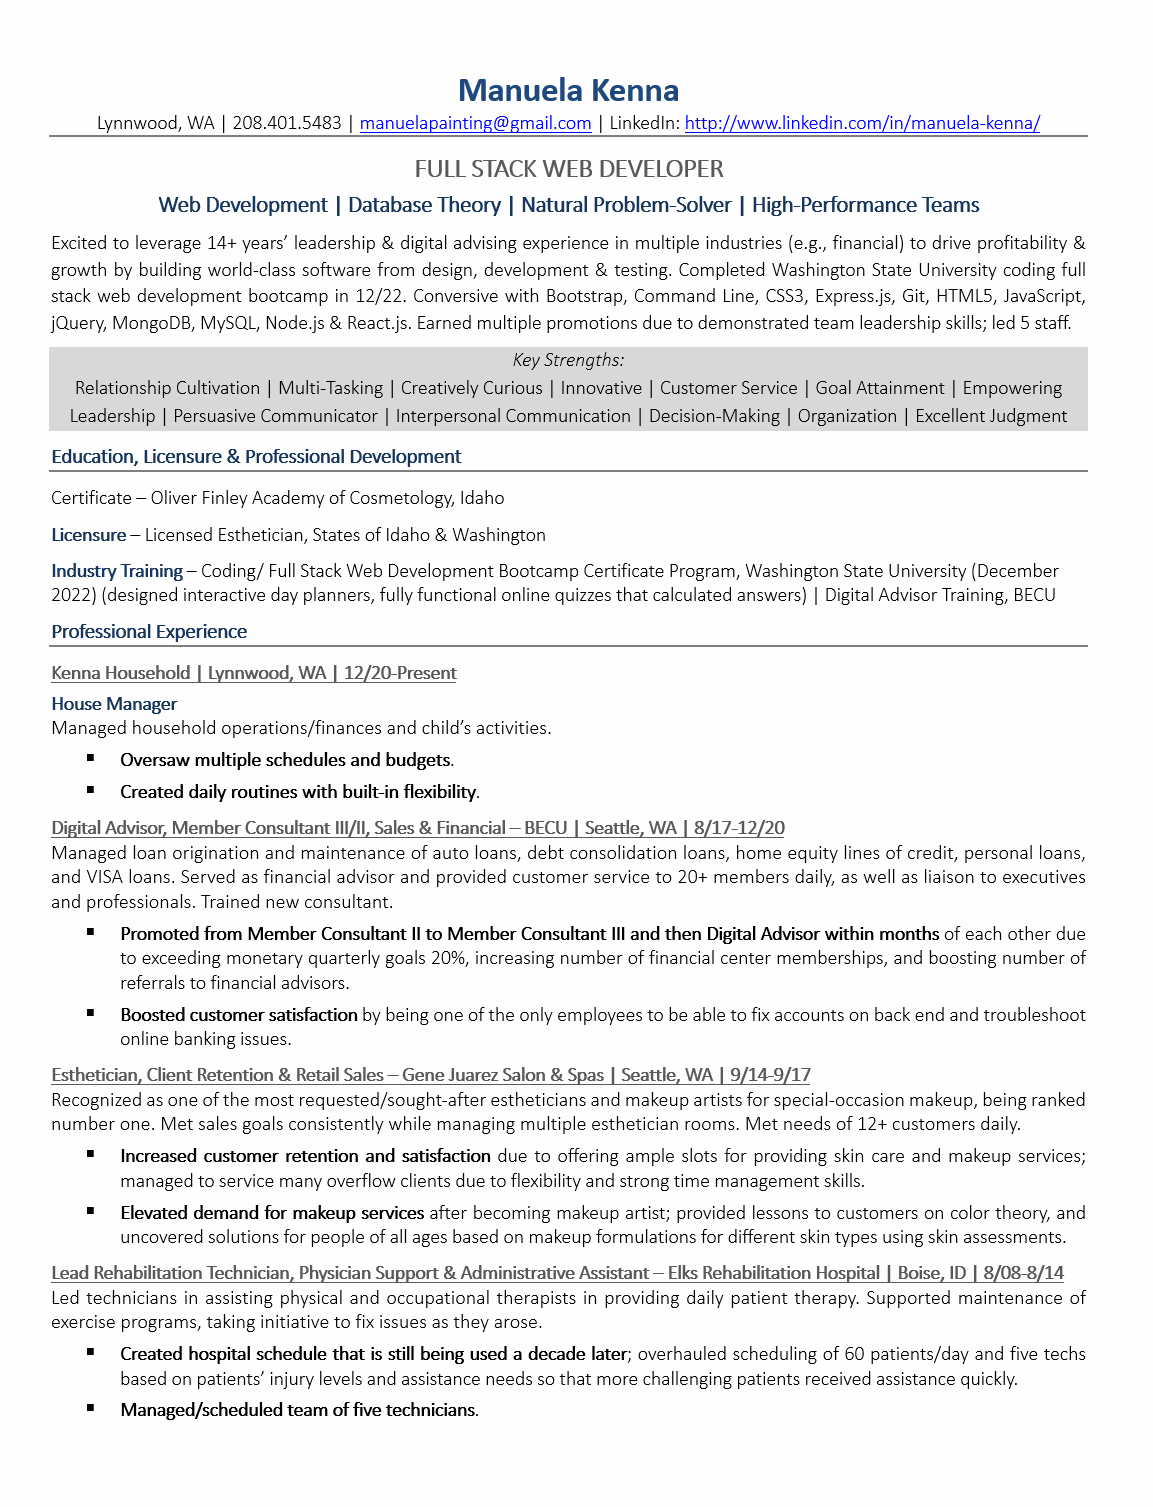 Manuela Kenna
Lynnwood, WA | 208.401.5483 | manuelapainting@gmail.com | LinkedIn: http://www.linkedin.com/in/manuela-kenna/
FULL STACK WEB DEVELOPER
Web Development | Database Theory | Natural Problem-Solver | High-Performance Teams
Excited to leverage 14+ years’ leadership & digital advising experience in multiple industries (e.g., financial) to drive profitability &
growth by building world-class software from design, development & testing. Completed Washington State University coding full
stack web development bootcamp in 12/22. Conversive with Bootstrap, Command Line, CSS3, Express.js, Git, HTML5, JavaScript,
jQuery, MongoDB, MySQL, Node.js & React.js. Earned multiple promotions due to demonstrated team leadership skills; led 5 staff.
Key Strengths:
Relationship Cultivation | Multi-Tasking | Creatively Curious | Innovative | Customer Service | Goal Attainment | Empowering
Leadership | Persuasive Communicator | Interpersonal Communication | Decision-Making | Organization | Excellent Judgment
Education, Licensure & Professional Development
Certificate – Oliver Finley Academy of Cosmetology, Idaho
Licensure – Licensed Esthetician, States of Idaho & Washington
Industry Training – Coding/ Full Stack Web Development Bootcamp Certificate Program, Washington State University (December
2022) (designed interactive day planners, fully functional online quizzes that calculated answers) | Digital Advisor Training, BECU
Professional Experience
Kenna Household | Lynnwood, WA | 12/20-Present
House Manager
Managed household operations/finances and child’s activities.
▪ Oversaw multiple schedules and budgets.
▪ Created daily routines with built-in flexibility.
Digital Advisor, Member Consultant III/II, Sales & Financial – BECU | Seattle, WA | 8/17-12/20
Managed loan origination and maintenance of auto loans, debt consolidation loans, home equity lines of credit, personal loans,
and VISA loans. Served as financial advisor and provided customer service to 20+ members daily, as well as liaison to executives
and professionals. Trained new consultant.
▪ Promoted from Member Consultant II to Member Consultant III and then Digital Advisor within months of each other due
to exceeding monetary quarterly goals 20%, increasing number of financial center memberships, and boosting number of
referrals to financial advisors.
▪ Boosted customer satisfaction by being one of the only employees to be able to fix accounts on back end and troubleshoot
online banking issues.
Esthetician, Client Retention & Retail Sales – Gene Juarez Salon & Spas | Seattle, WA | 9/14-9/17
Recognized as one of the most requested/sought-after estheticians and makeup artists for special-occasion makeup, being ranked
number one. Met sales goals consistently while managing multiple esthetician rooms. Met needs of 12+ customers daily.
▪ Increased customer retention and satisfaction due to offering ample slots for providing skin care and makeup services;
managed to service many overflow clients due to flexibility and strong time management skills.
▪ Elevated demand for makeup services after becoming makeup artist; provided lessons to customers on color theory, and
uncovered solutions for people of all ages based on makeup formulations for different skin types using skin assessments.
Lead Rehabilitation Technician, Physician Support & Administrative Assistant – Elks Rehabilitation Hospital | Boise, ID | 8/08-8/14
Led technicians in assisting physical and occupational therapists in providing daily patient therapy. Supported maintenance of
exercise programs, taking initiative to fix issues as they arose.
▪ Created hospital schedule that is still being used a decade later; overhauled scheduling of 60 patients/day and five techs
based on patients’ injury levels and assistance needs so that more challenging patients received assistance quickly.
▪ Managed/scheduled team of five technicians.